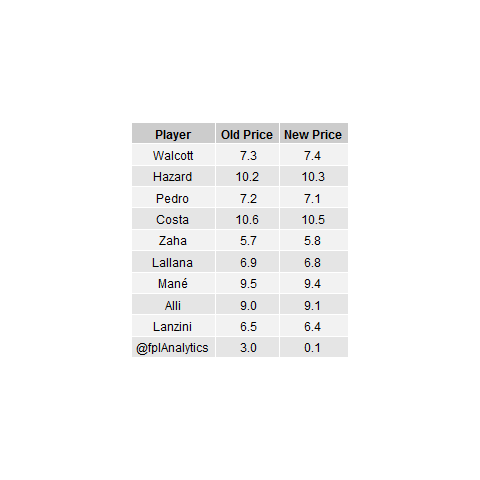 Player Old Price New Price
Walcott 7.3 7.4
Hazard 10.2 10.3
Pedro 7.2 7.1
Costa 10.6 10.5
Zaha 5.7 5.8
Lallana 6.9 6.8
Mané 9.5 9.4
Alli 9.0 9.1
Lanzini 6.5 6.4
@fplAnalytics 3.0 0.1